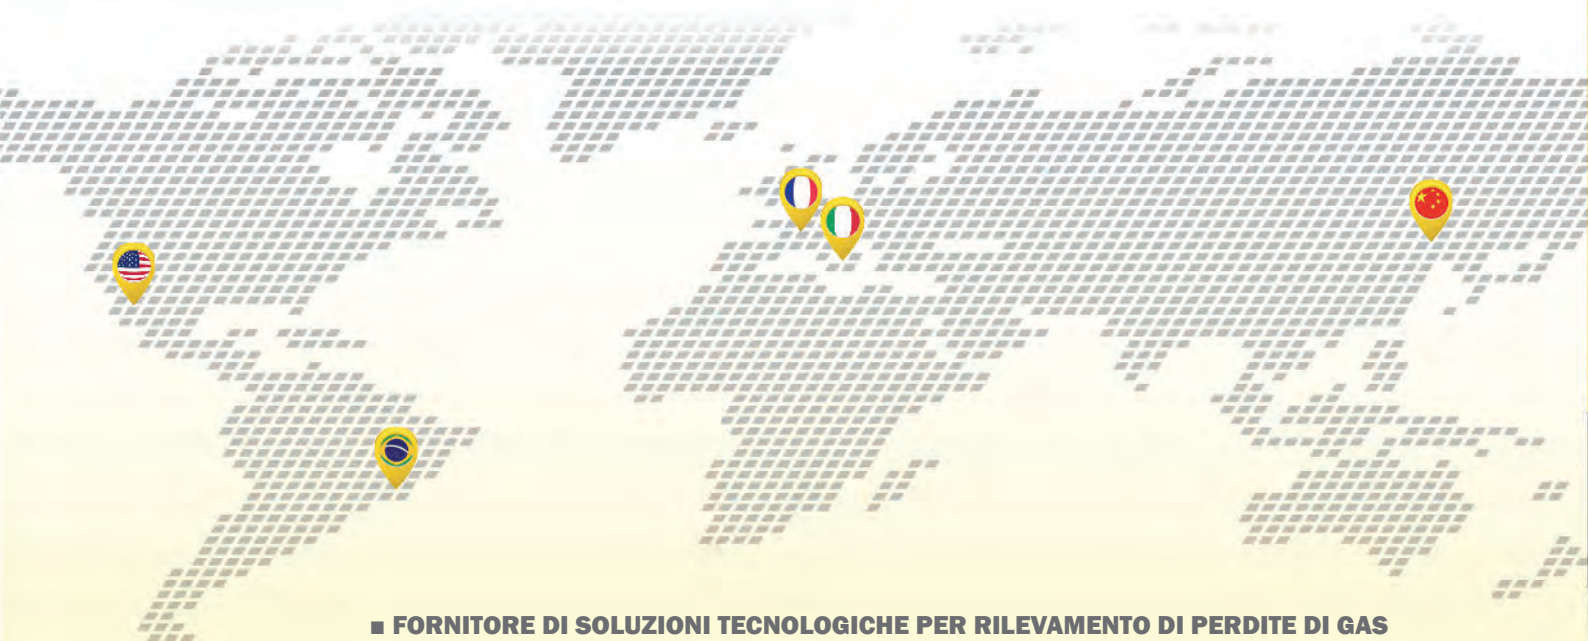 ■ FORNITORE DI SOLUZIONI TECNOLOGICHE PER RILEVAMENTO DI PERDITE DI GAS